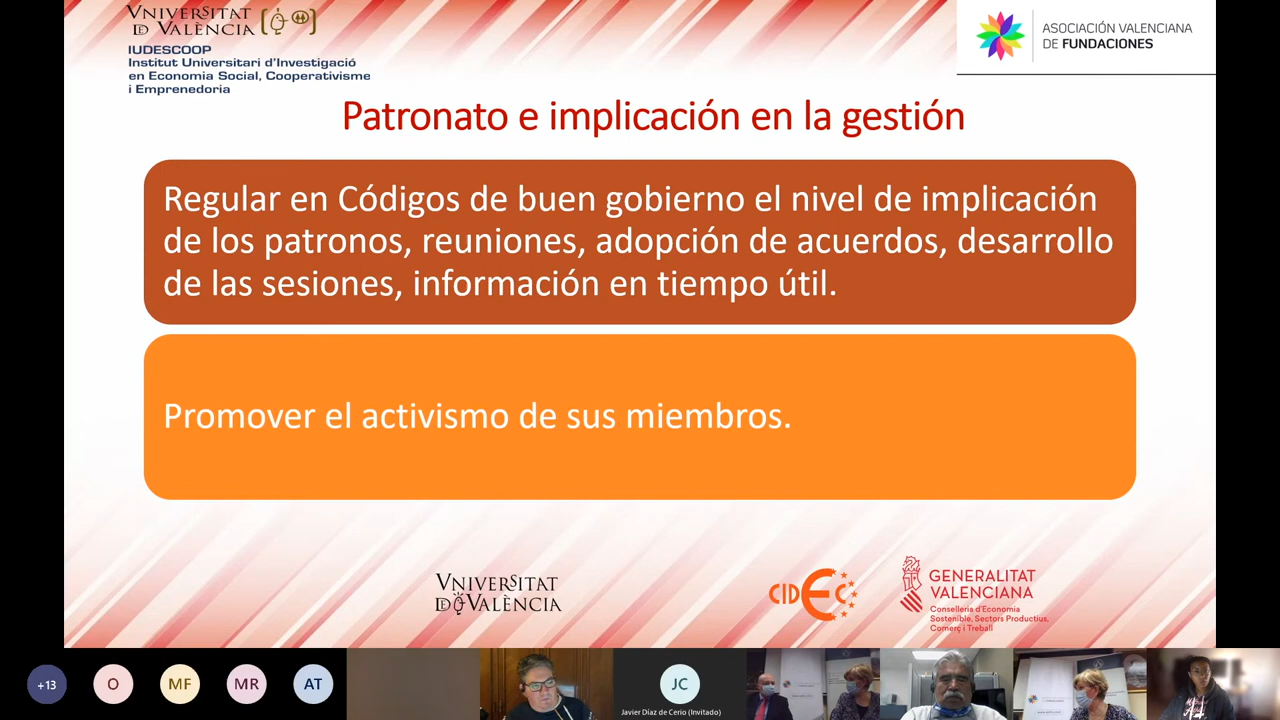 VNIVERSITAT
DE VALÈNCIA
IUDESCOOP
Institut Universitari d'Investigació
en Economia Social, Cooperativisme
i Emprenedoria
ASOCIACIÓN VALENCIANA
DE FUNDACIONES
Patronato e implicación en la gestión
Regular en Códigos de buen gobierno el nivel de implicación
de los patronos, reuniones, adopción de acuerdos, desarrollo
de las sesiones, información en tiempo útil.
Promover el activismo de sus miembros.
VNIVERSITAT
DE VALÈNCIA
CIDEC
GENERALITAT
VALENCIANA
Conselleria d'Economia
Sostenible, Sectors Productius,
Comerç i Treball
+13
O
MF
MR
AT
JC
Javier Díaz de Cerio (Invitado)